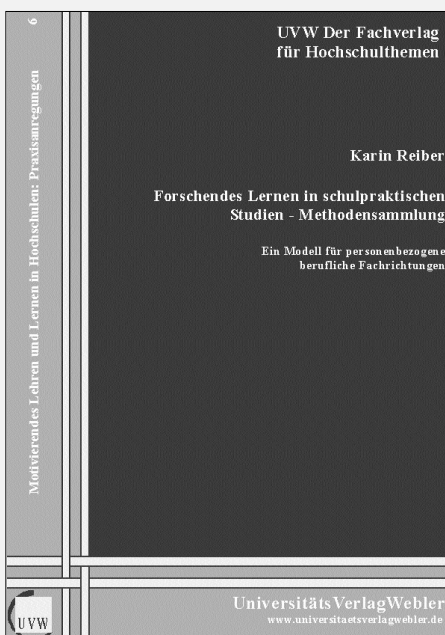 UVW Der Fachverlag
für Hochschulthemen
Karin Reiber
Forschendes Lernen in schulpraktischen
Studien - Methodensammlung
Ein Modell für personenbezogene
berufliche Fachrichtungen
Motivierendes Lehren und Lernen in Hochschulen: Praxisanregungen 6
UniversitätsVerlagWebler
www.universitaetsverlagwebler.de
UVW